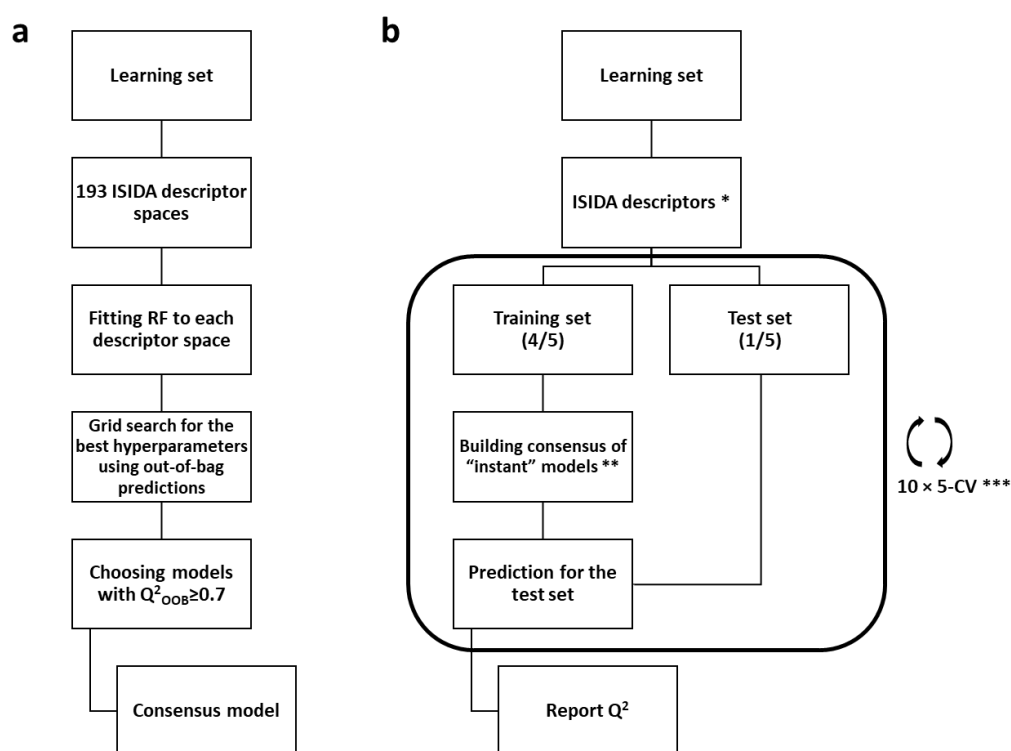 a
Learning set
193 ISIDA descriptor
spaces
Fitting RF to each
descriptor space
Grid search for the
best hyperparameters
using out-of-bag
predictions
Choosing models
with Q²OOB≥0.7
Consensus model
b
Learning set
ISIDA descriptors *
Training set
(4/5)
Test set
(1/5)
Building consensus of
“instant” models **
10 × 5-CV ***
Prediction for the
test set
Report Q²